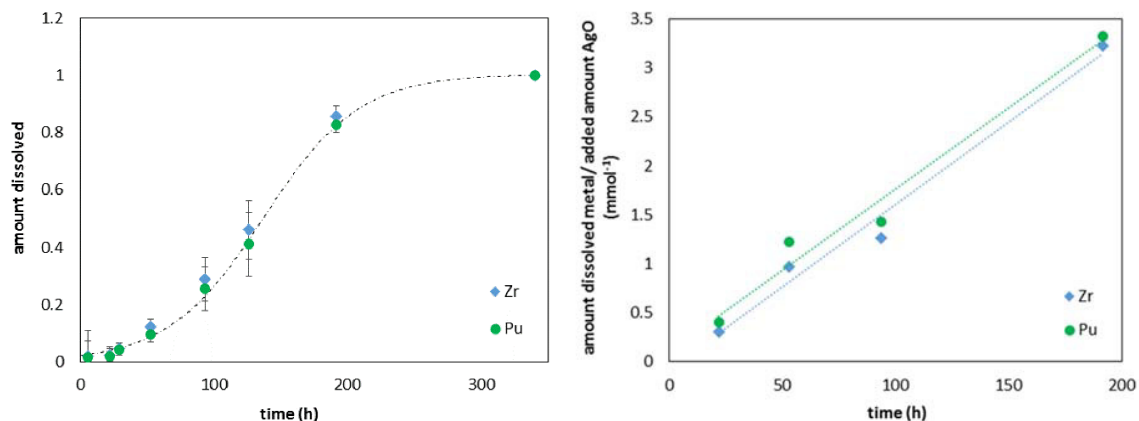 1.2
1
0.8
0.6
0.4
0.2
0
amount dissolved
0
100
200
300
time (h)
Zr
Pu
3.5
3
2.5
2
1.5
1
0.5
0
amount dissolved metal/ added amount AgO
(mmol⁻¹)
0
50
100
150
200
time (h)
Zr
Pu